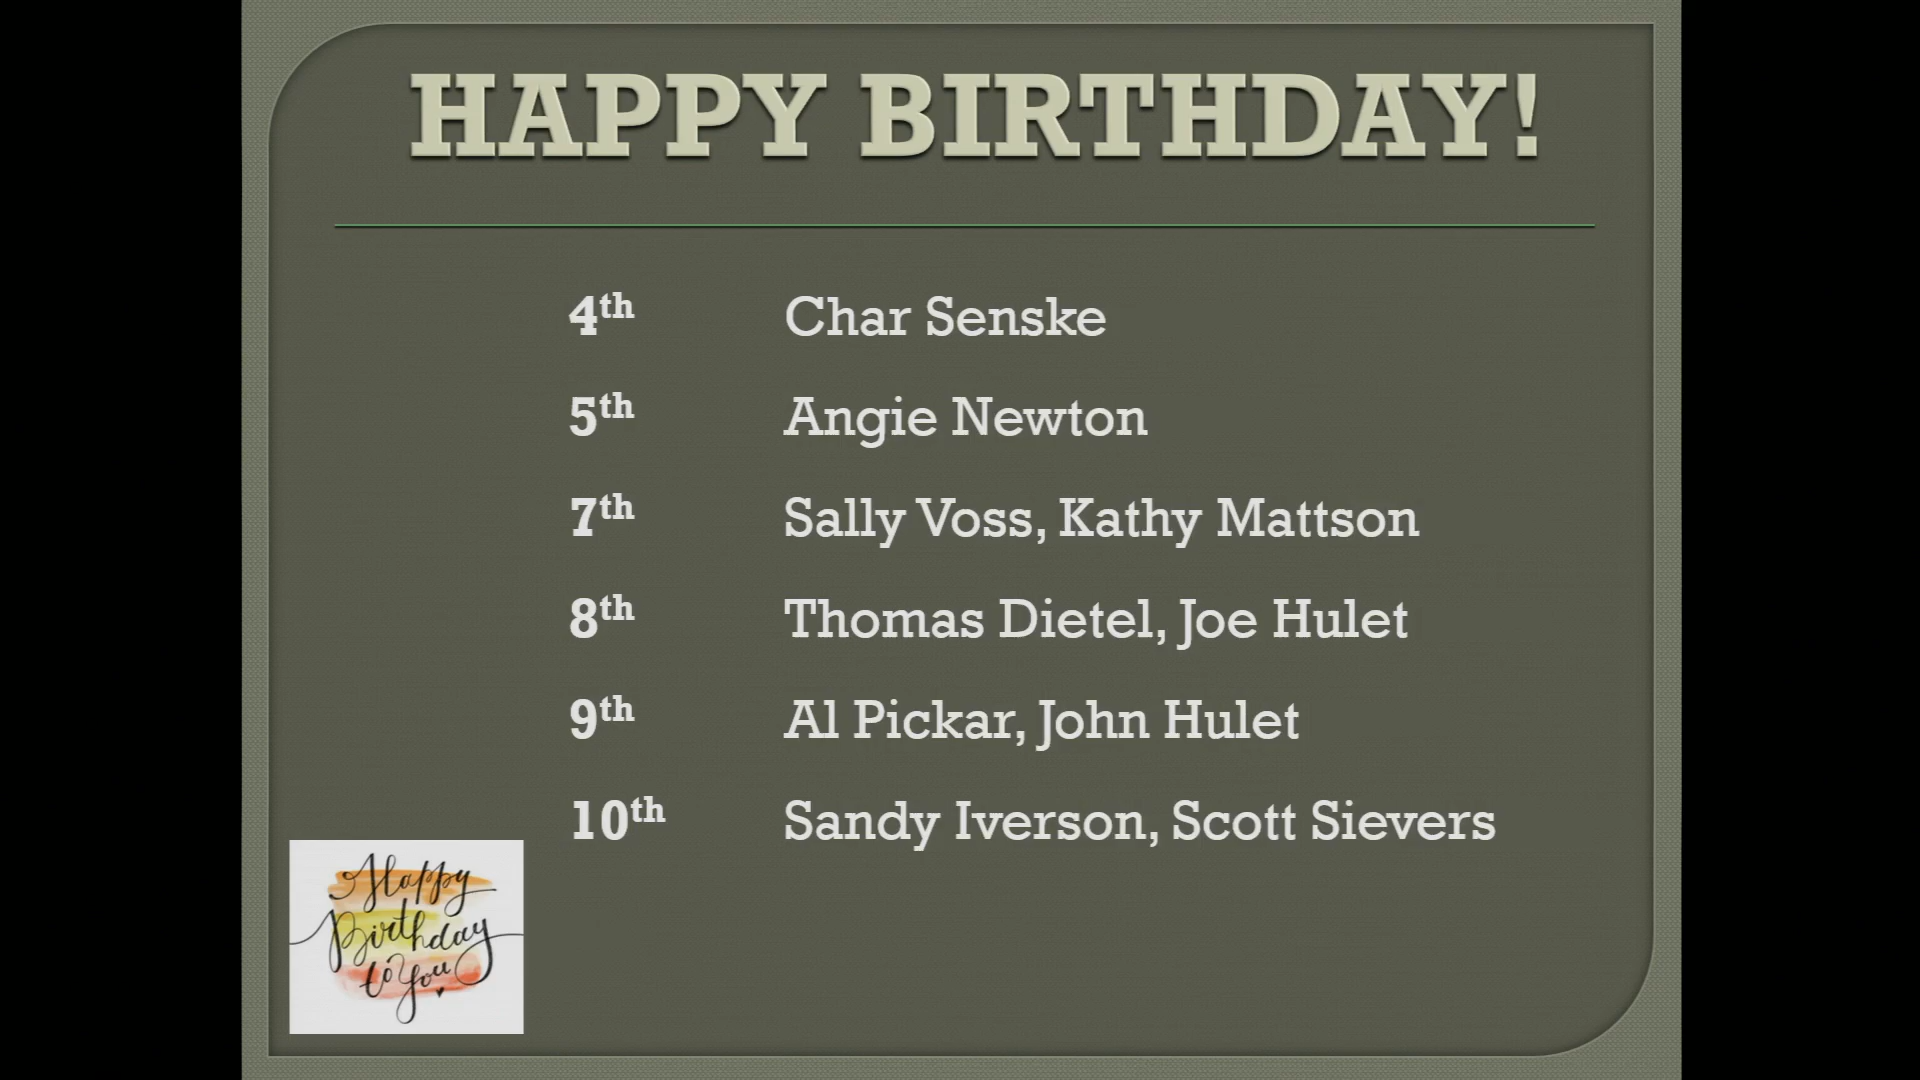 HAPPY BIRTHDAY!
4th Char Senske
5th Angie Newton
7th Sally Voss, Kathy Mattson
8th Thomas Dietel, Joe Hulet
9th Al Pickar, John Hulet
10th Sandy Iverson, Scott Sievers
Happy
Birthday
to You